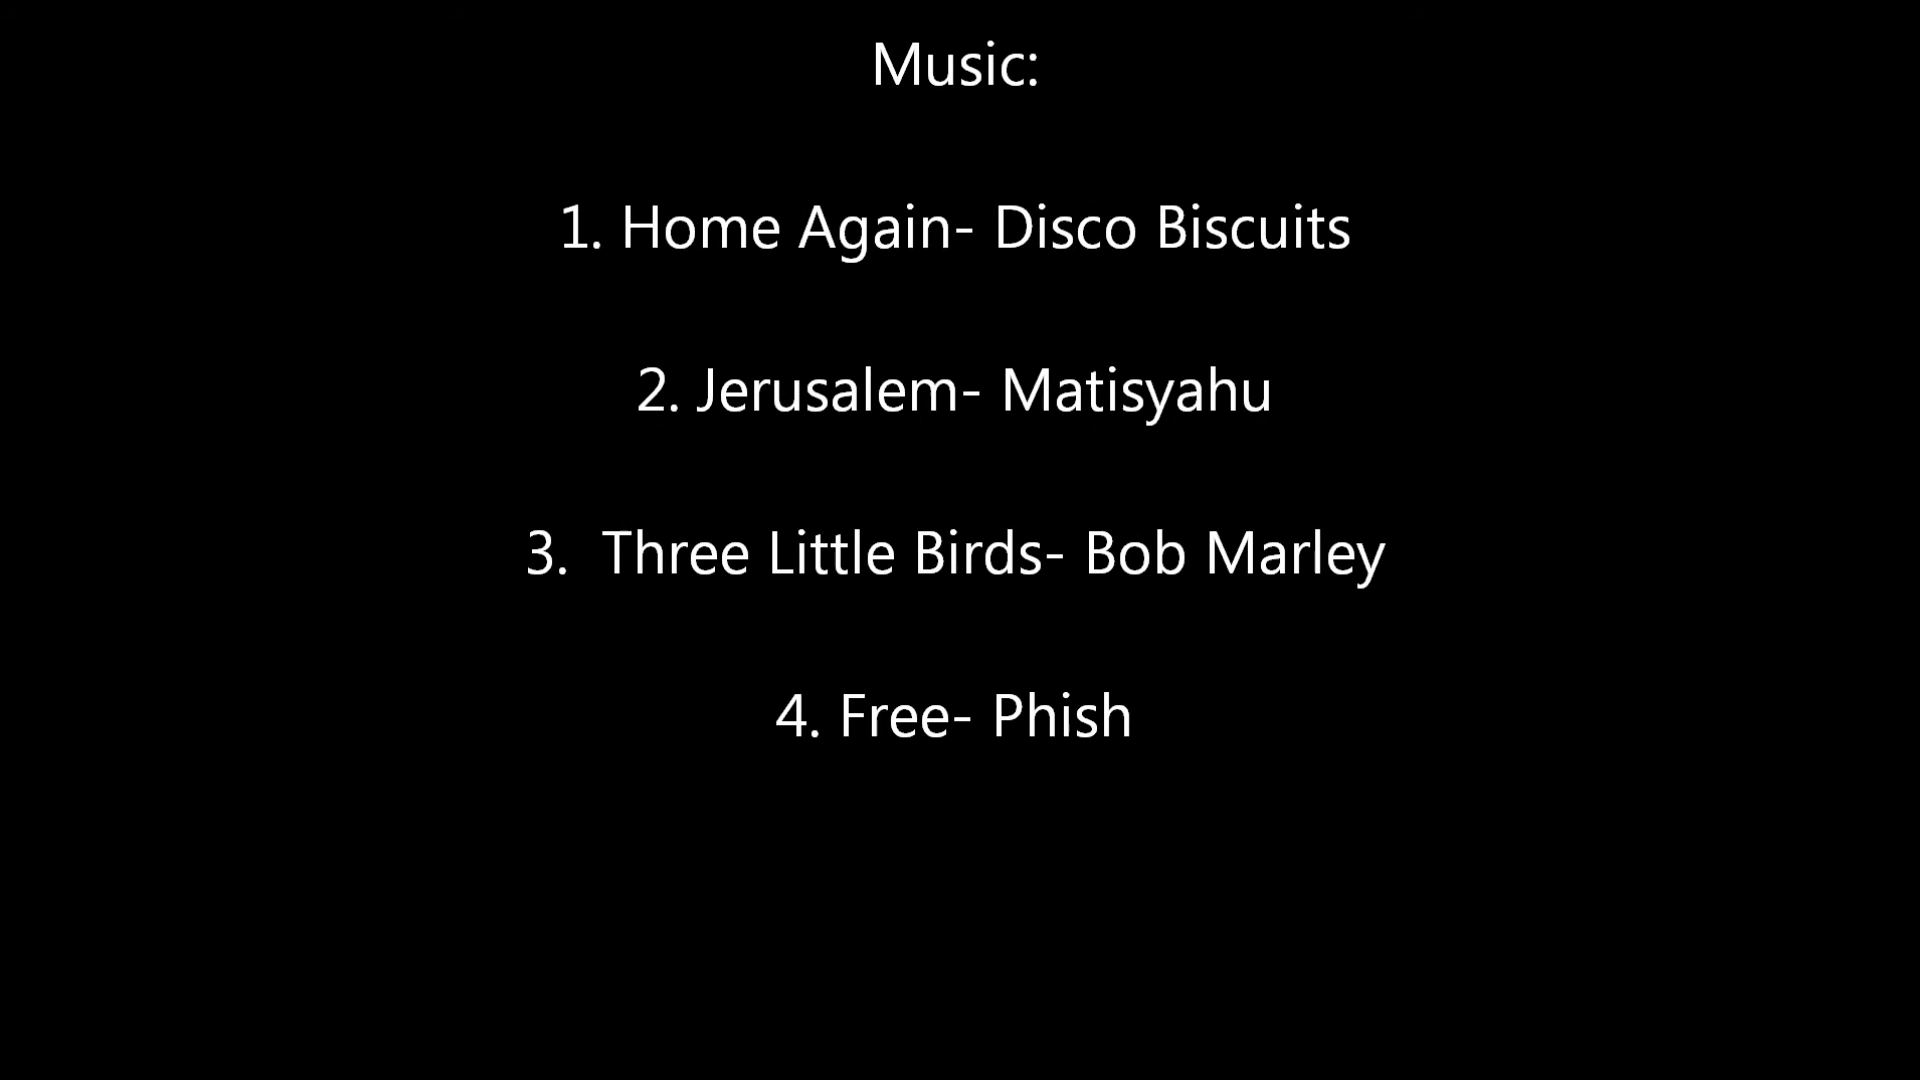 Music:
1. Home Again- Disco Biscuits
2. Jerusalem- Matisyahu
3.  Three Little Birds- Bob Marley
4. Free- Phish